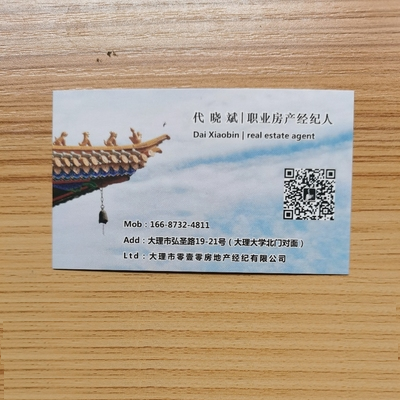 代 晓 斌 | 职业房产经纪人
Dai Xiaobin | real estate agent
Mob : 166-8732-4811
Add : 大理市弘圣路19-21号（大理大学北门对面）
Ltd : 大理市零壹零房地产经纪有限公司